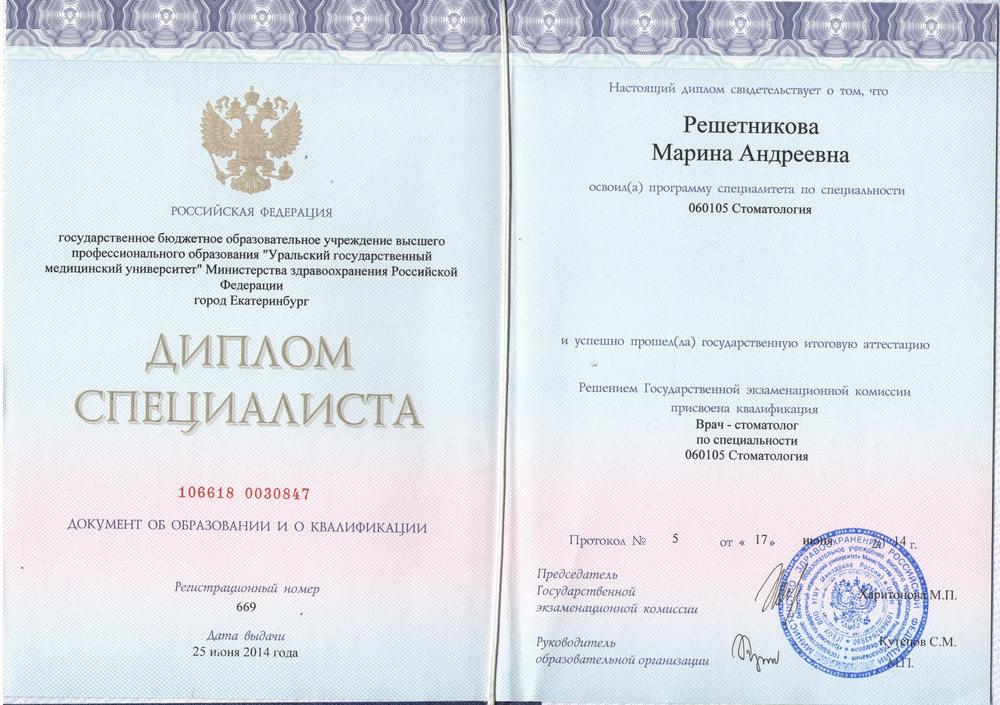 РОССИЙСКАЯ ФЕДЕРАЦИЯ
государственное бюджетное образовательное учреждение высшего
профессионального образования "Уральский государственный
медицинский университет" Министерства здравоохранения Российской
Федерации
город Екатеринбург
ДИПЛОМ
СПЕЦИАЛИСТА
106618 0030847
ДОКУМЕНТ ОБ ОБРАЗОВАНИИ И О КВАЛИФИКАЦИИ
Регистрационный номер
669
Дата выдачи
25 июня 2014 года
Настоящий диплом свидетельствует о том, что
Решетникова
Марина Андреевна
освоил(а) программу специалитета по специальности
060105 Стоматология
и успешно прошел(ла) государственную итоговую аттестацию
Решением Государственной экзаменационной комиссии
присвоена квалификация
Врач - стоматолог
по специальности
060105 Стоматология
Протокол № 5 от « 17 » июня 20 14 г.
Председатель
Государственной
экзаменационной комиссии
Харитонова М.П.
Руководитель
образовательной организации
Кутепов С.М.
М.П.